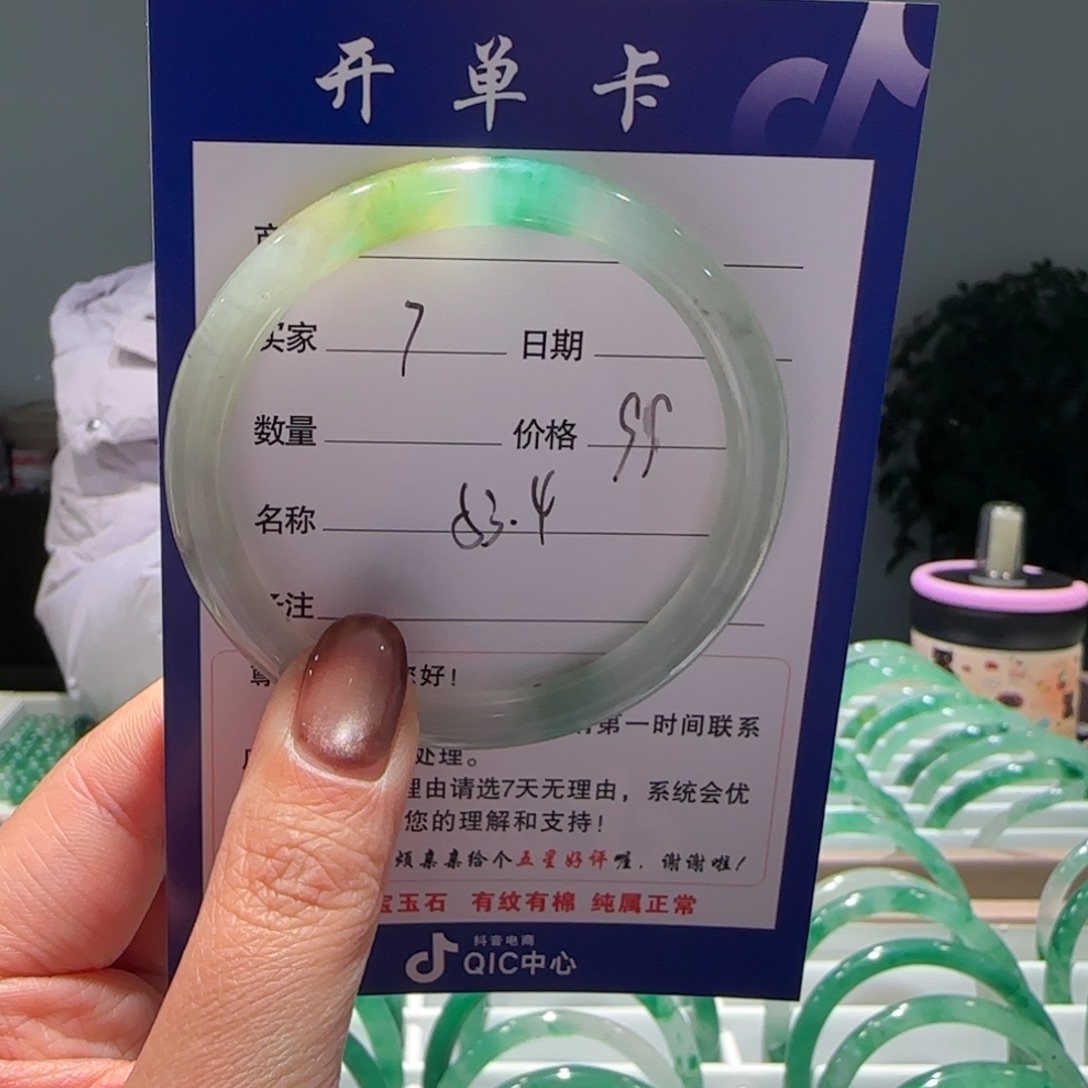 开单卡
买家 7 日期
数量 价格 99
名称 63.4
备注
您好!
第一时间联系
处理。
理由请选7天无理由，系统会优
您的理解和支持!
烦亲亲给个五星好评喔，谢谢啦!
宝玉石 有纹有棉 纯属正常
抖音电商
QIC中心